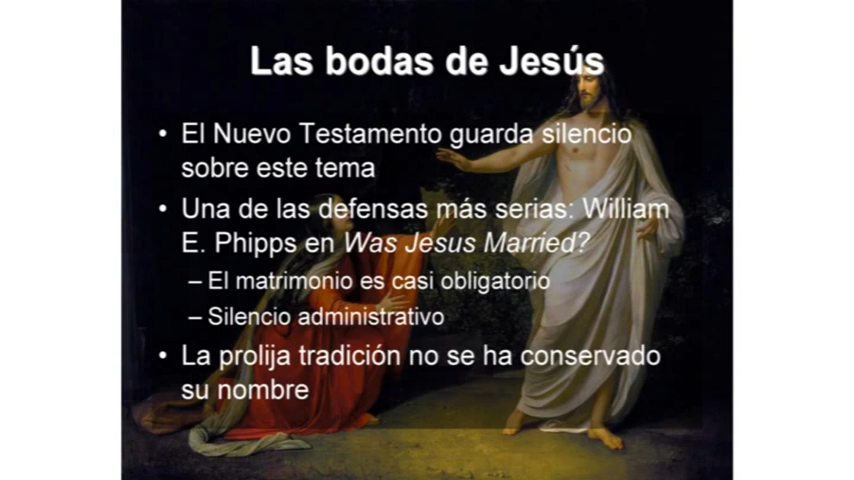 Las bodas de Jesús
• El Nuevo Testamento guarda silencio
sobre este tema
• Una de las defensas más serias: William
E. Phipps en Was Jesus Married?
– El matrimonio es casi obligatorio
– Silencio administrativo
• La prolija tradición no se ha conservado
su nombre